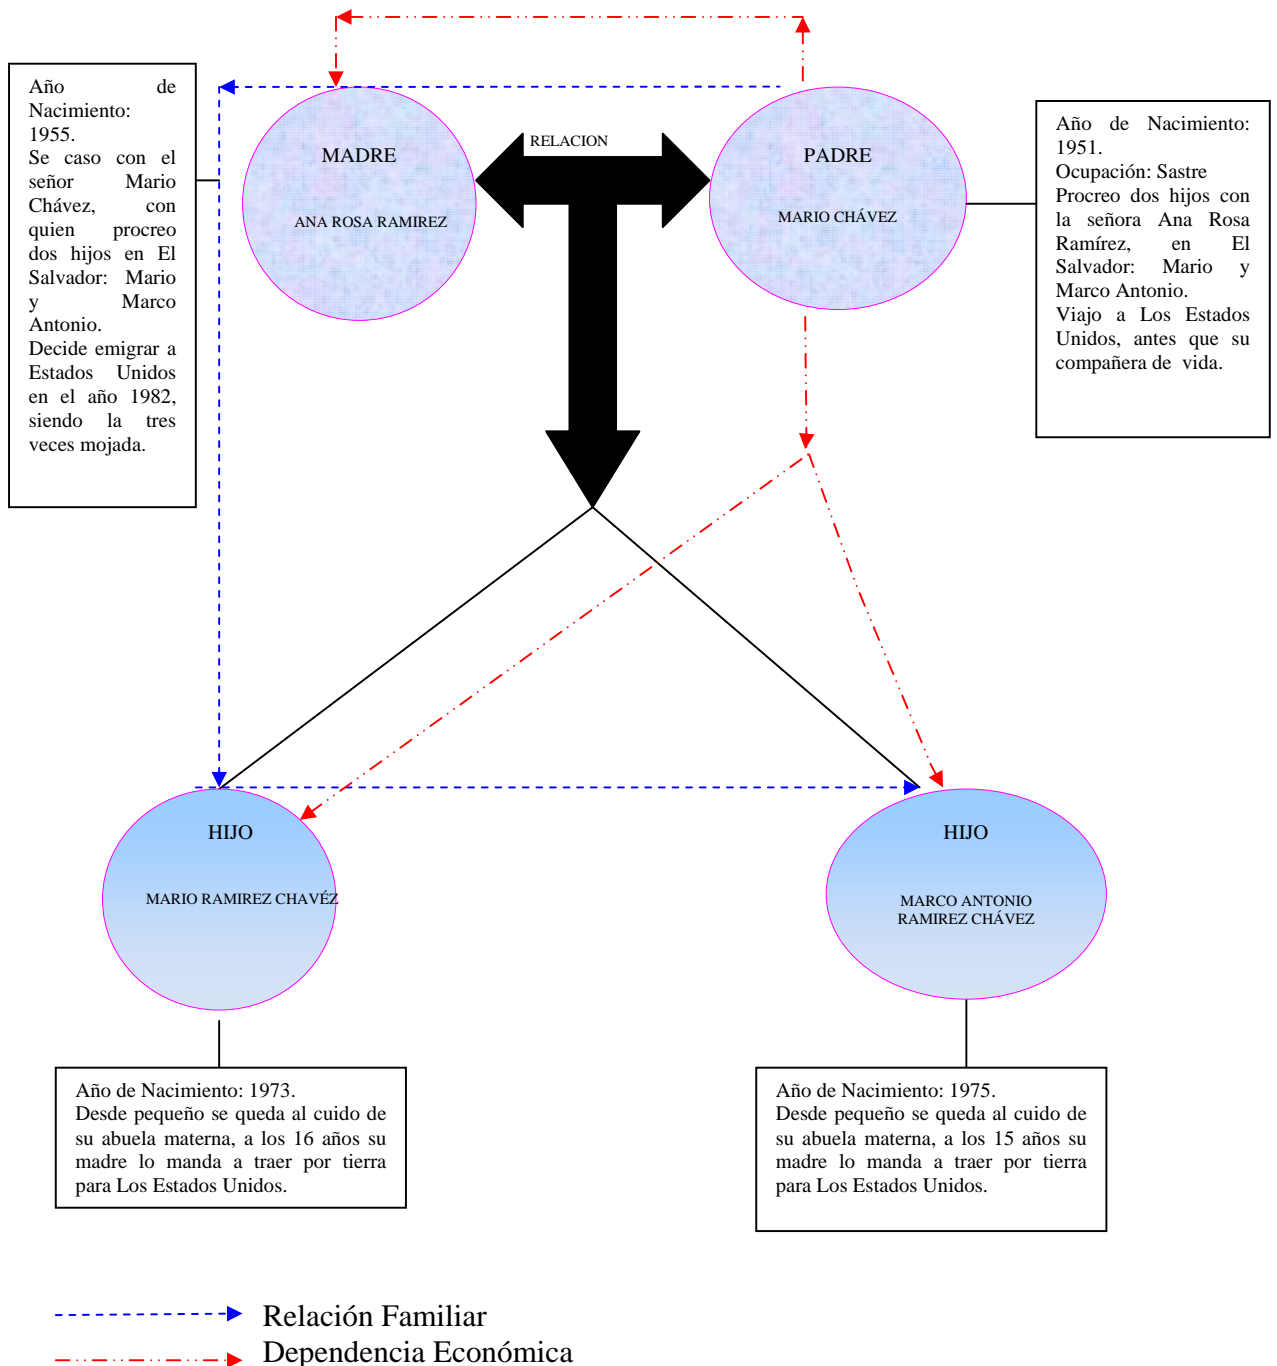 Año de
Nacimiento:
1955.
Se caso con el
señor Mario
Chávez, con
quien procreo
dos hijos en El
Salvador: Mario
y Marco
Antonio.
Decide emigrar a
Estados Unidos
en el año 1982,
siendo la tres
veces mojada.
MADRE
ANA ROSA RAMIREZ
RELACION
PADRE
MARIO CHÁVEZ
Año de Nacimiento:
1951.
Ocupación: Sastre
Procreo dos hijos con
la señora Ana Rosa
Ramírez, en El
Salvador: Mario y
Marco Antonio.
Viajo a Los Estados
Unidos, antes que su
compañera de vida.
HIJO
MARIO RAMIREZ CHAVÉZ
HIJO
MARCO ANTONIO
RAMIREZ CHÁVEZ
Año de Nacimiento: 1973.
Desde pequeño se queda al cuido de
su abuela materna, a los 16 años su
madre lo manda a traer por tierra
para Los Estados Unidos.
Año de Nacimiento: 1975.
Desde pequeño se queda al cuido de
su abuela materna, a los 15 años su
madre lo manda a traer por tierra
para Los Estados Unidos.
Relación Familiar
Dependencia Económica